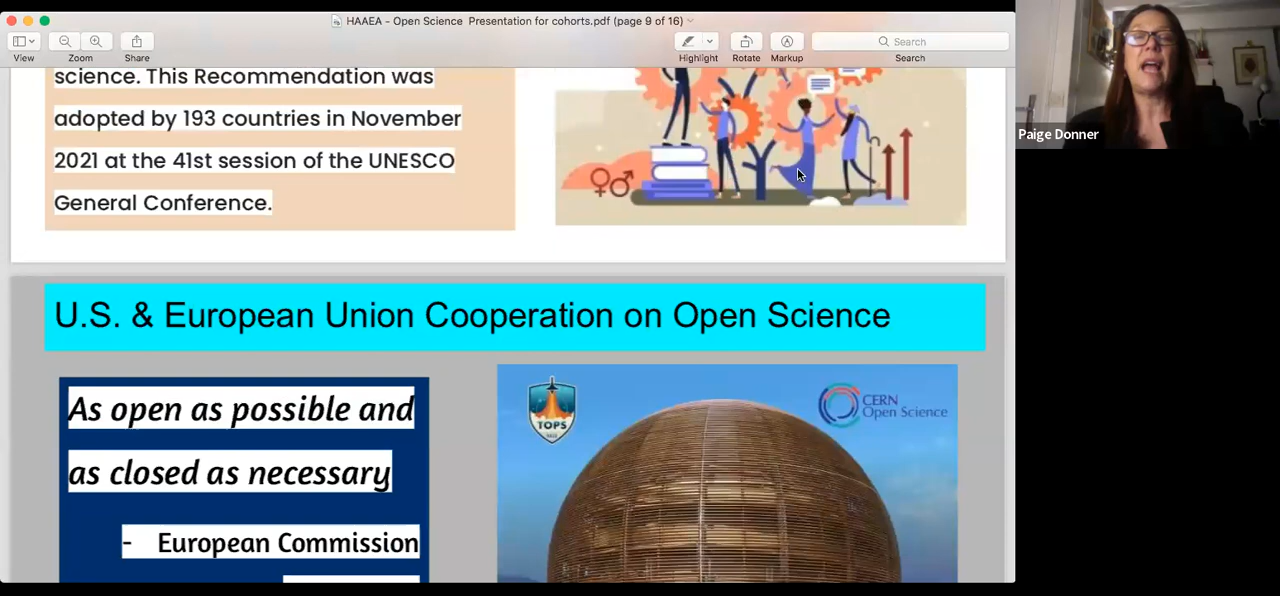 HAAEA - Open Science Presentation for cohorts.pdf (page 9 of 16)
View
Zoom
Share
Highlight
Rotate
Markup
Search
Search
science. This Recommendation was
adopted by 193 countries in November
2021 at the 41st session of the UNESCO
General Conference.
Paige Donner
U.S. & European Union Cooperation on Open Science
As open as possible and
as closed as necessary
- European Commission
TOPS
CERN
Open Science